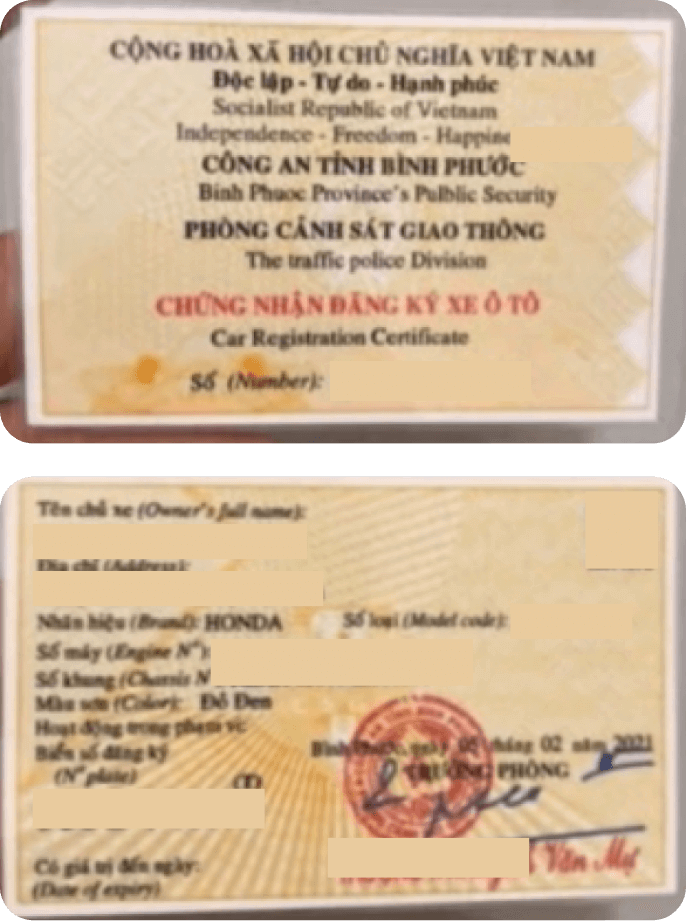 CỘNG HOÀ XÃ HỘI CHỦ NGHĨA VIỆT NAM
Độc lập - Tự do - Hạnh phúc
Socialist Republic of Vietnam
Independence - Freedom - Happine
CÔNG AN TỈNH BÌNH PHƯỚC
Binh Phuoc Province's Pulblic Security
PHÒNG CẢNH SÁT GIAO THÔNG
The traffic police Division
CHỨNG NHẬN ĐĂNG KÝ XE Ô TÔ
Car Registration Certificate
Số (Number):
Tên chủ xe (Owner's full name):
Địa chỉ (Address):
Nhãn hiệu (Brand): HONDA Số loại (Model code):
Số máy (Engine N°):
Số khung (Chassis N
Màu sơn (Color): Đỏ Đen
Hoạt động trong phạm vi:
Biển số đăng ký Bình Phước, ngày tháng 02 năm 2021
(N° plate) (T) TRƯỞNG PHÒNG
Văn Mỹ
Có giá trị đến ngày:
(Date of expiry)